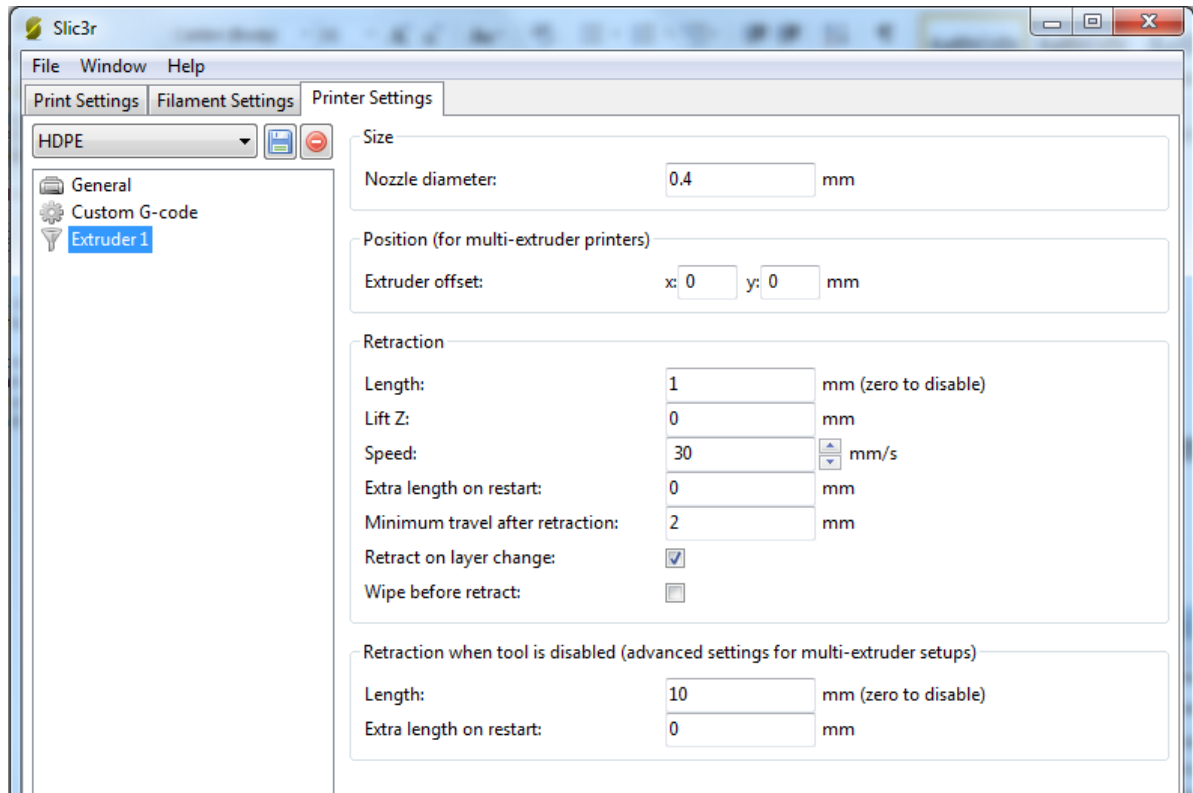 Slic3r
File Window Help
Print Settings Filament Settings Printer Settings
HDPE
General
Custom G-code
Extruder 1
Size
Nozzle diameter: 0.4 mm
Position (for multi-extruder printers)
Extruder offset: x: 0 y: 0 mm
Retraction
Length: 1 mm (zero to disable)
Lift Z: 0 mm
Speed: 30 mm/s
Extra length on restart: 0 mm
Minimum travel after retraction: 2 mm
Retract on layer change:
Wipe before retract:
Retraction when tool is disabled (advanced settings for multi-extruder setups)
Length: 10 mm (zero to disable)
Extra length on restart: 0 mm